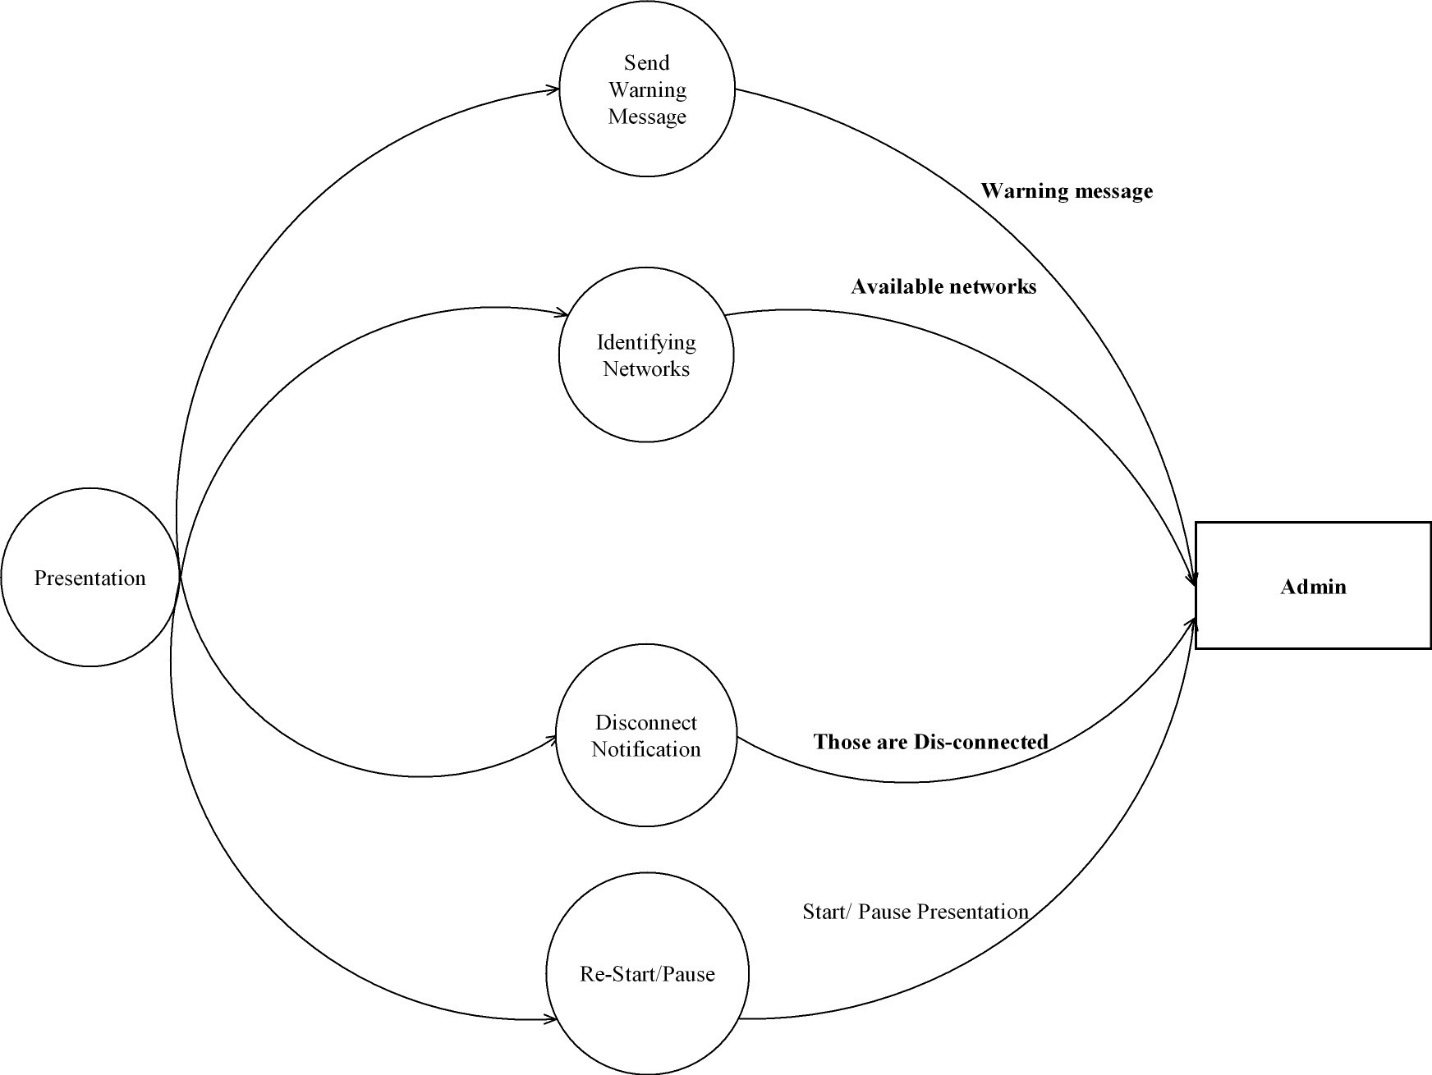 Send
Warning
Message
Warning message
Available networks
Identifying
Networks
Presentation
Admin
Disconnect
Notification
Those are Dis-connected
Start/ Pause Presentation
Re-Start/Pause